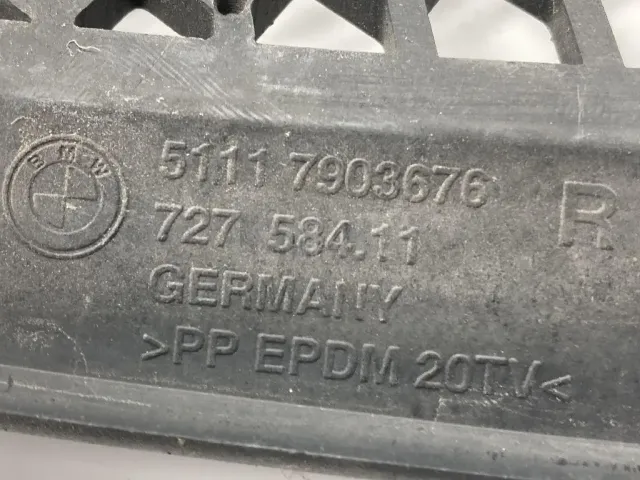 BMW
5111 7903676
R
727 584.11
GERMANY
>PP EPDM 20TV<